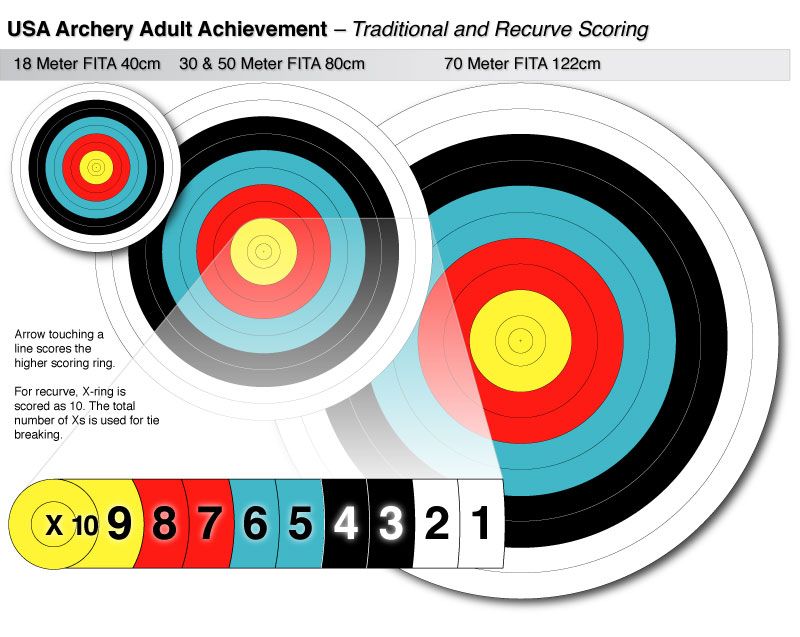 USA Archery Adult Achievement – Traditional and Recurve Scoring
18 Meter FITA 40cm 30 & 50 Meter FITA 80cm 70 Meter FITA 122cm
Arrow touching a
line scores the
higher scoring ring.
For recurve, X-ring is
scored as 10. The total
number of Xs is used for tie
breaking.
X 10 9 8 7 6 5 4 3 2 1